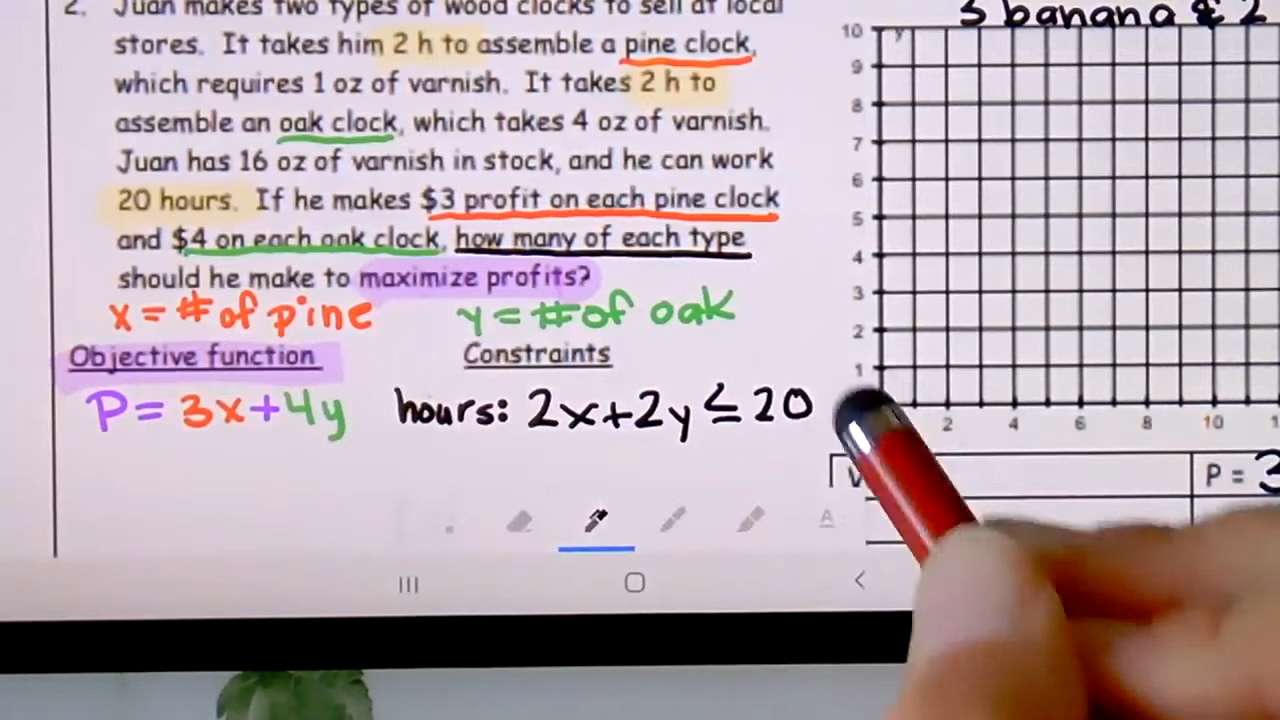 3 banana & 2
2. Juan makes two types of wood clocks to sell at local
stores. It takes him 2 h to assemble a pine clock,
which requires 1 oz of varnish. It takes 2 h to
assemble an oak clock, which takes 4 oz of varnish.
Juan has 16 oz of varnish in stock, and he can work
20 hours. If he makes $3 profit on each pine clock
and $4 on each oak clock, how many of each type
should he make to maximize profits?
x = # of pine y = # of oak
Objective function Constraints
P = 3x + 4y hours: 2x + 2y ≤ 20
y
10
9
8
7
6
5
4
3
2
1
2 4 6 8 10
P = 3
A